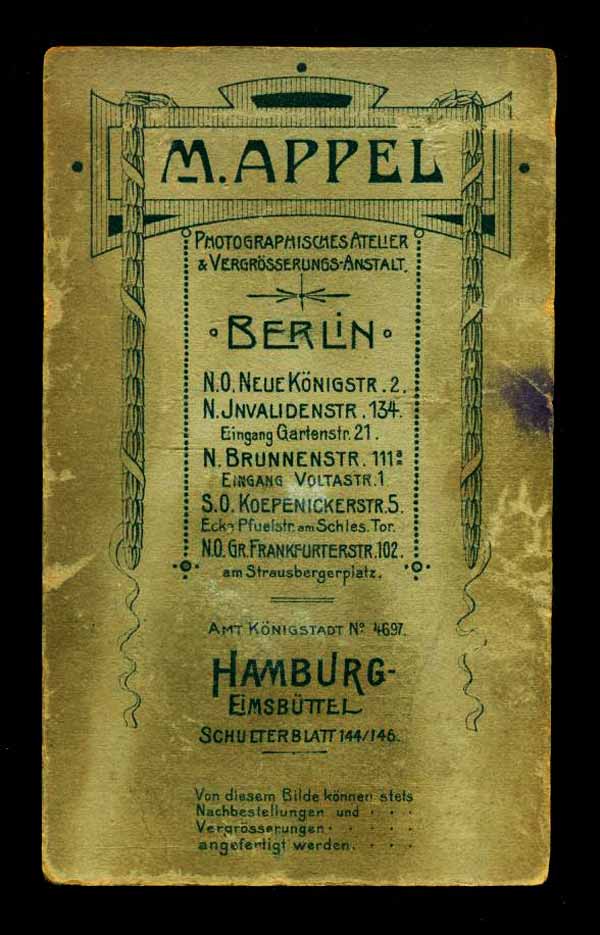 M. APPEL
PHOTOGRAPHISCHES ATELIER
& VERGRÖSSERUNGS-ANSTALT.
BERLIN
N.O. NEUE KÖNIGSTR. 2.
N. JNVALIDENSTR. 134.
Eingang Gartenstr. 21.
N. BRUNNENSTR. 111a
EINGANG VOLTASTR. 1
S.O. KOEPENICKERSTR. 5.
Ecke Pfuelstr. am Schles. Tor.
N.O. GR. FRANKFURTERSTR. 102.
am Strausbergerplatz.
AMT KÖNIGSTADT No 4697.
HAMBURG-
EIMSBÜTTEL
SCHULTERBLATT 144/146.
Von diesem Bilde können stets
Nachbestellungen und . . .
Vergrösserungen . . . .
angefertigt werden. . . .